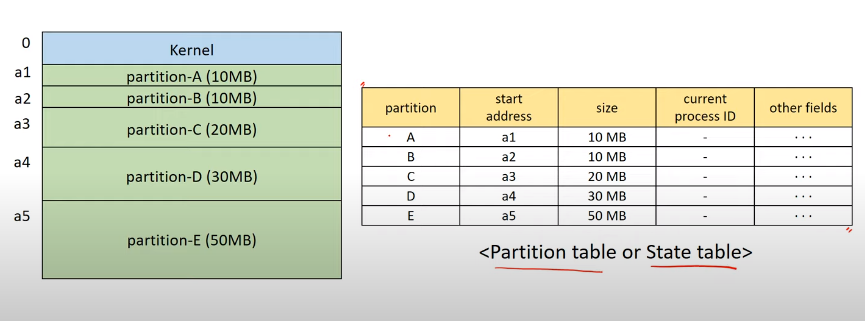 0
Kernel
a1
partition-A (10MB)
a2
partition-B (10MB)
a3
partition-C (20MB)
a4
partition-D (30MB)
a5
partition-E (50MB)
partition start address size current process ID other fields
A a1 10 MB - ...
B a2 10 MB - ...
C a3 20 MB - ...
D a4 30 MB - ...
E a5 50 MB - ...
<Partition table or State table>